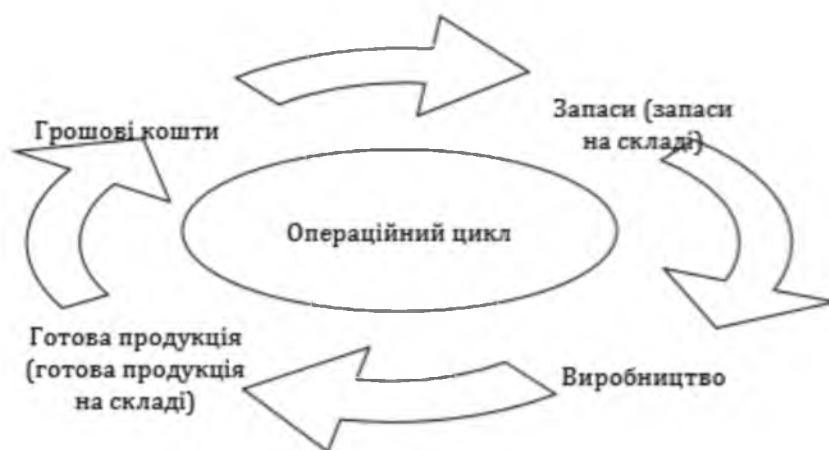 Грошові кошти
Запаси (запаси
на складі)
Операційний цикл
Готова продукція
(готова продукція
на складі)
Виробництво